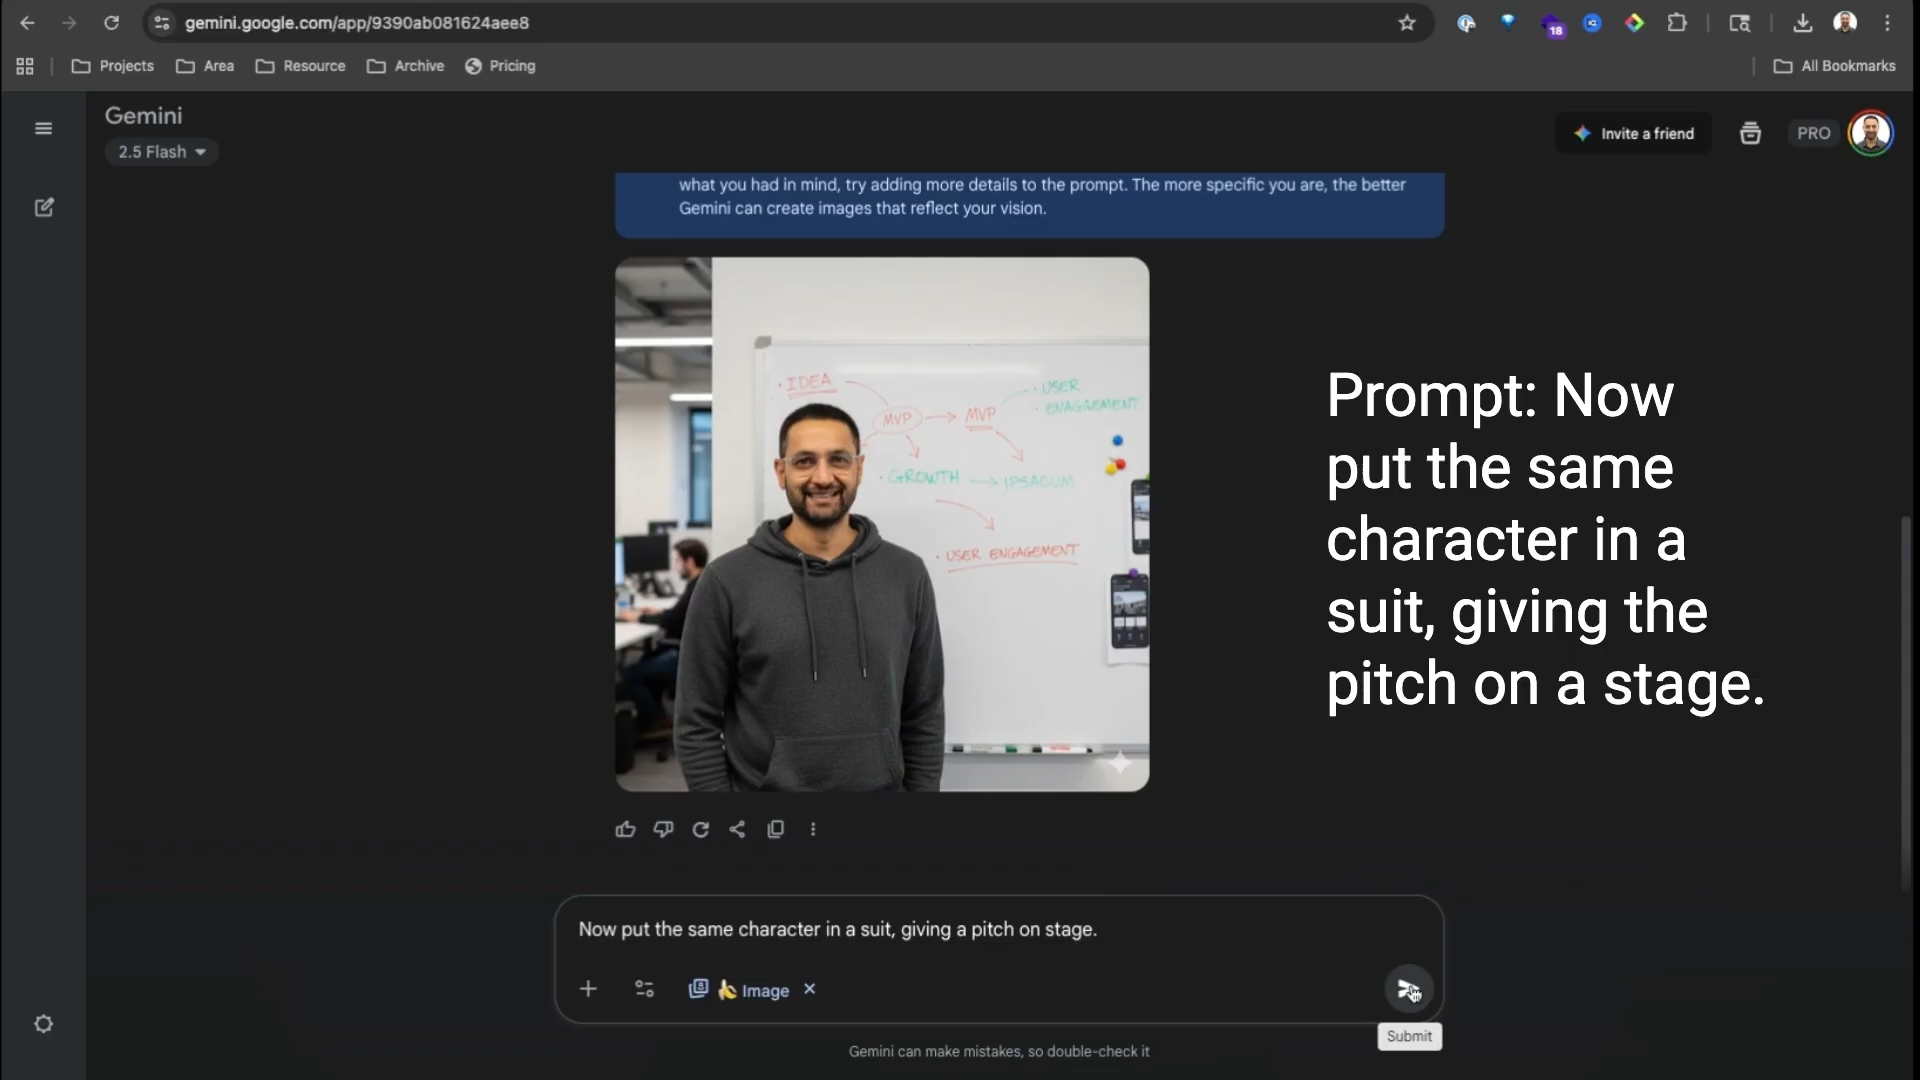 gemini.google.com/app/9390ab081624aee8
18
Projects
Area
Resource
Archive
Pricing
All Bookmarks
Gemini
2.5 Flash
Invite a friend
PRO
what you had in mind, try adding more details to the prompt. The more specific you are, the better
Gemini can create images that reflect your vision.
· IDEA
MVP
MVP
· USER
· ENAGGVEMENT
· GROWTH
IPSAGUM
· USER ENGAGEMENT
Prompt: Now
put the same
character in a
suit, giving the
pitch on a stage.
Now put the same character in a suit, giving a pitch on stage.
Image
Submit
Gemini can make mistakes, so double-check it